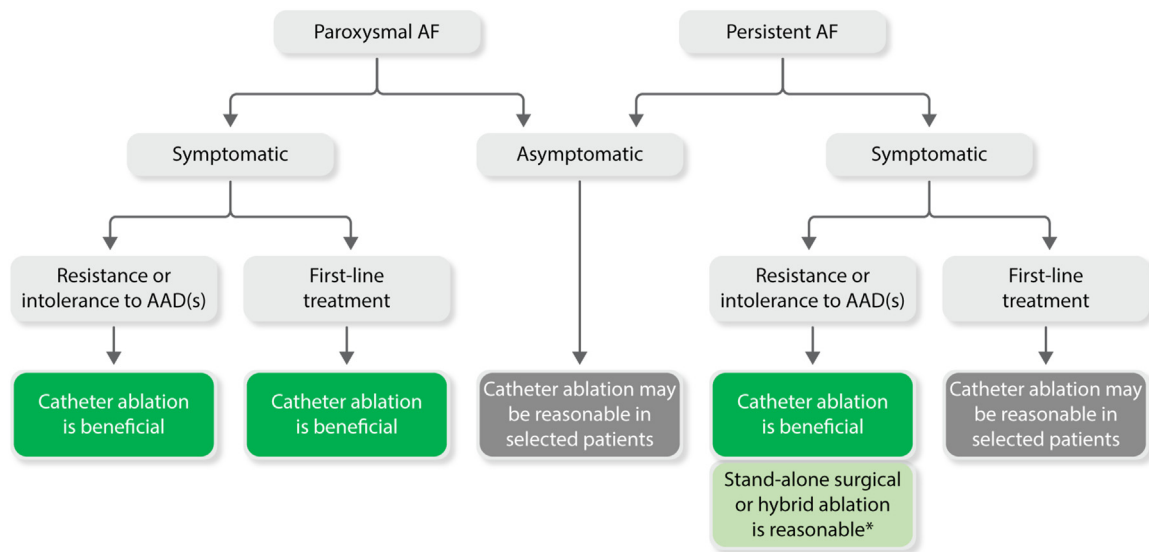 Paroxysmal AF
Persistent AF
Symptomatic
Asymptomatic
Symptomatic
Resistance or
intolerance to AAD(s)
First-line
treatment
Resistance or
intolerance to AAD(s)
First-line
treatment
Catheter ablation
is beneficial
Catheter ablation
is beneficial
Catheter ablation may
be reasonable in
selected patients
Catheter ablation
is beneficial
Catheter ablation may
be reasonable in
selected patients
Stand-alone surgical
or hybrid ablation
is reasonable*